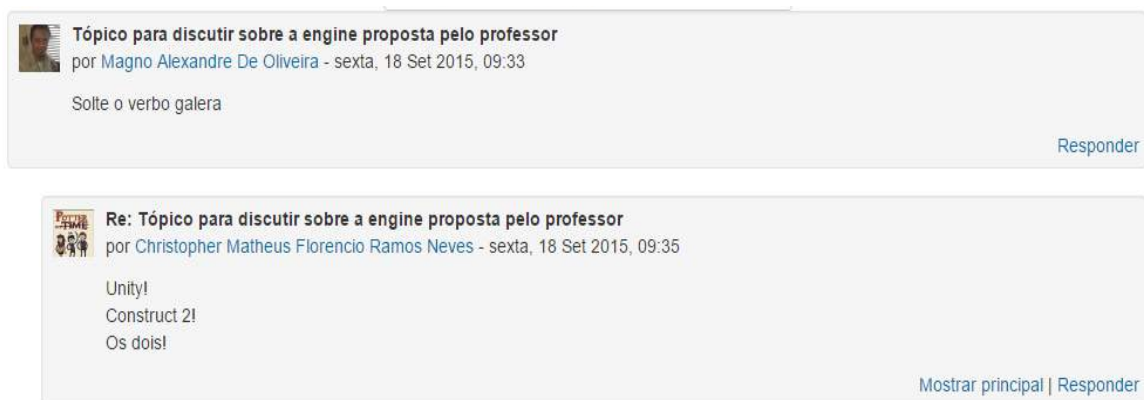 Tópico para discutir sobre a engine proposta pelo professor
por Magno Alexandre De Oliveira - sexta, 18 Set 2015, 09:33
Solte o verbo galera
Responder
POTTER
TIME
Re: Tópico para discutir sobre a engine proposta pelo professor
por Christopher Matheus Florencio Ramos Neves - sexta, 18 Set 2015, 09:35
Unity!
Construct 2!
Os dois!
Mostrar principal | Responder